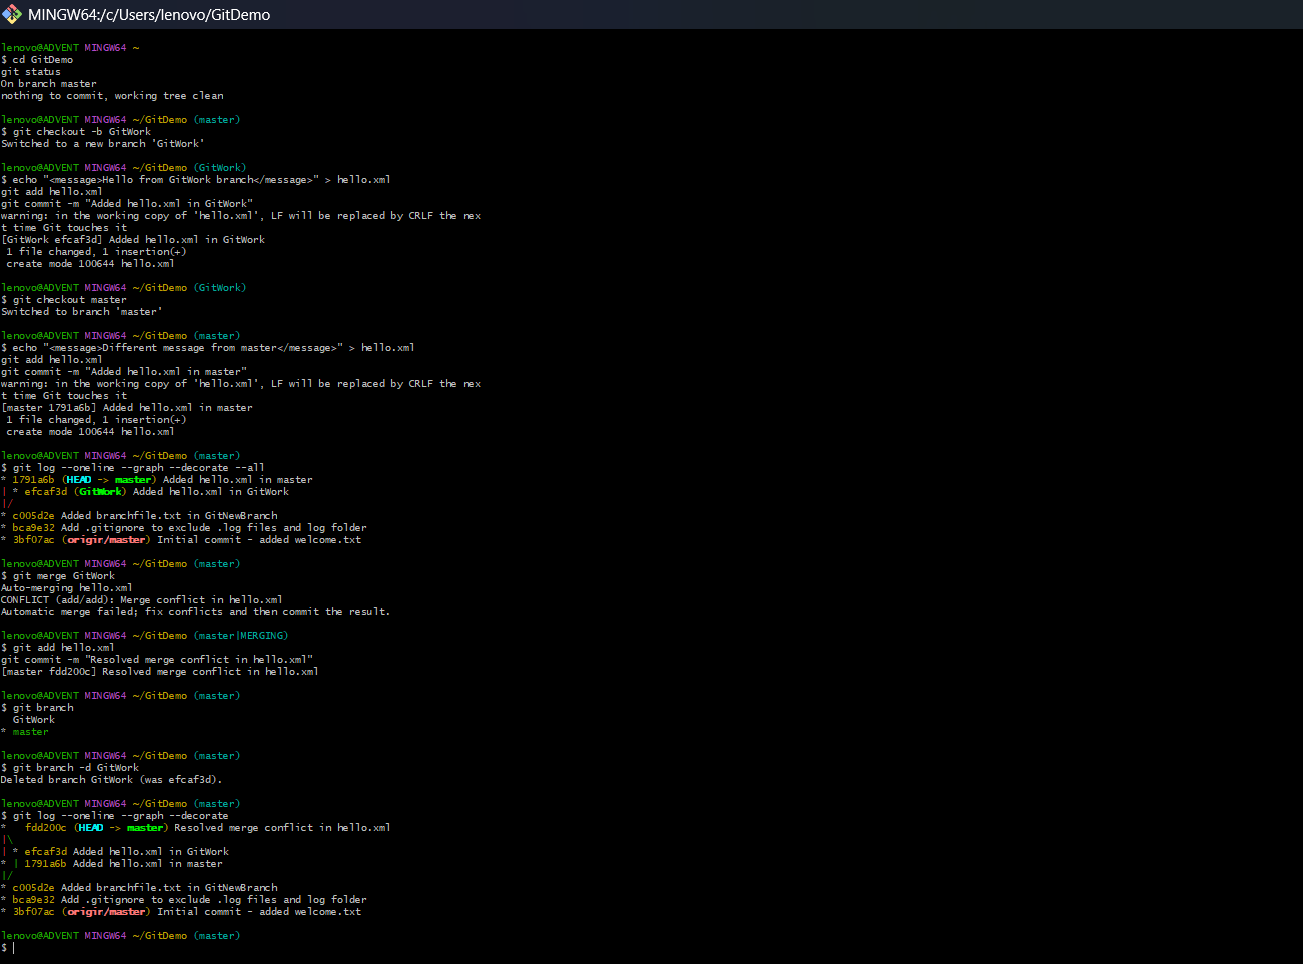 MINGW64:/c/Users/lenovo/GitDemo
lenovo@ADVENT MINGW64 ~
$ cd GitDemo
git status
On branch master
nothing to commit, working tree clean
lenovo@ADVENT MINGW64 ~/GitDemo (master)
$ git checkout -b GitWork
Switched to a new branch 'GitWork'
lenovo@ADVENT MINGW64 ~/GitDemo (GitWork)
$ echo "<message>Hello from GitWork branch</message>" > hello.xml
git add hello.xml
git commit -m "Added hello.xml in GitWork"
warning: in the working copy of 'hello.xml', LF will be replaced by CRLF the nex
t time Git touches it
[GitWork efcaf3d] Added hello.xml in GitWork
 1 file changed, 1 insertion(+)
 create mode 100644 hello.xml
lenovo@ADVENT MINGW64 ~/GitDemo (GitWork)
$ git checkout master
Switched to branch 'master'
lenovo@ADVENT MINGW64 ~/GitDemo (master)
$ echo "<message>Different message from master</message>" > hello.xml
git add hello.xml
git commit -m "Added hello.xml in master"
warning: in the working copy of 'hello.xml', LF will be replaced by CRLF the nex
t time Git touches it
[master 1791a6b] Added hello.xml in master
 1 file changed, 1 insertion(+)
 create mode 100644 hello.xml
lenovo@ADVENT MINGW64 ~/GitDemo (master)
$ git log --oneline --graph --decorate --all
* 1791a6b (HEAD -> master) Added hello.xml in master
| * efcaf3d (GitWork) Added hello.xml in GitWork
|/
* c005d2e Added branchfile.txt in GitNewBranch
* bca9e32 Add .gitignore to exclude .log files and log folder
* 3bf07ac (origin/master) Initial commit - added welcome.txt
lenovo@ADVENT MINGW64 ~/GitDemo (master)
$ git merge GitWork
Auto-merging hello.xml
CONFLICT (add/add): Merge conflict in hello.xml
Automatic merge failed; fix conflicts and then commit the result.
lenovo@ADVENT MINGW64 ~/GitDemo (master|MERGING)
$ git add hello.xml
git commit -m "Resolved merge conflict in hello.xml"
[master fdd200c] Resolved merge conflict in hello.xml
lenovo@ADVENT MINGW64 ~/GitDemo (master)
$ git branch
  GitWork
* master
lenovo@ADVENT MINGW64 ~/GitDemo (master)
$ git branch -d GitWork
Deleted branch GitWork (was efcaf3d).
lenovo@ADVENT MINGW64 ~/GitDemo (master)
$ git log --oneline --graph --decorate
*   fdd200c (HEAD -> master) Resolved merge conflict in hello.xml
|\
| * efcaf3d Added hello.xml in GitWork
* | 1791a6b Added hello.xml in master
|/
* c005d2e Added branchfile.txt in GitNewBranch
* bca9e32 Add .gitignore to exclude .log files and log folder
* 3bf07ac (origin/master) Initial commit - added welcome.txt
lenovo@ADVENT MINGW64 ~/GitDemo (master)
$